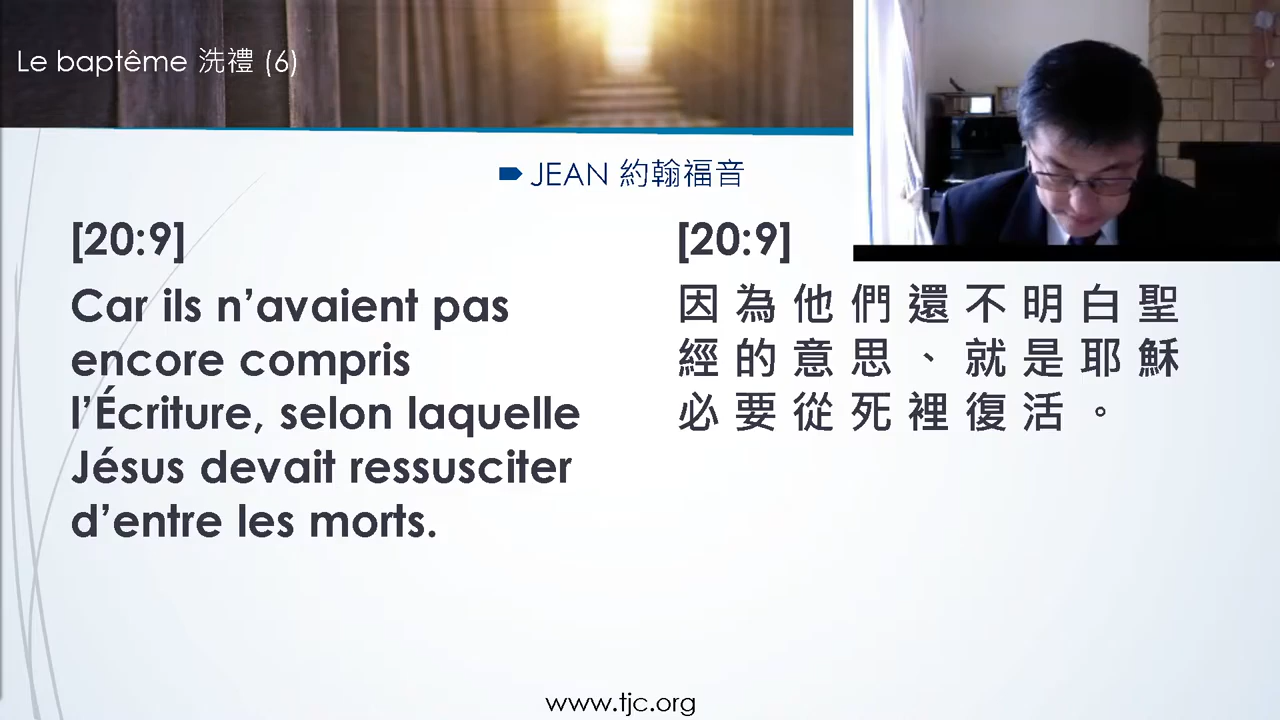 Le baptême 洗禮 (6)
JEAN 約翰福音
[20:9]
Car ils n’avaient pas
encore compris
l’Écriture, selon laquelle
Jésus devait ressusciter
d’entre les morts.
[20:9]
因為他們還不明白聖
經的意思、就是耶穌
必要從死裡復活。
www.tjc.org